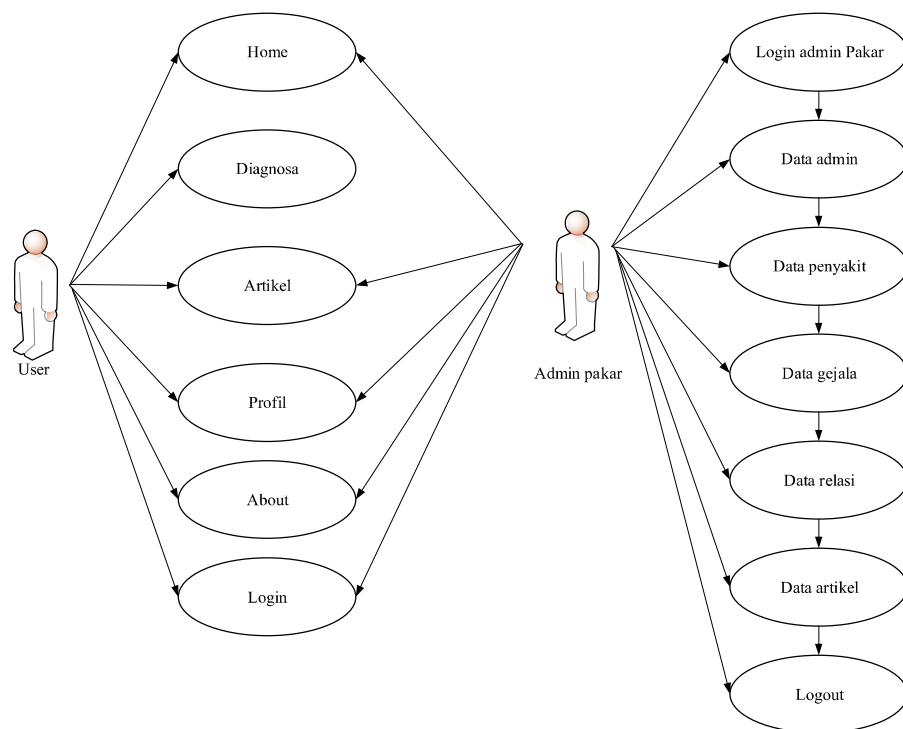 Home
Diagnosa
Artikel
Profil
About
Login
User
Admin pakar
Login admin Pakar
Data admin
Data penyakit
Data gejala
Data relasi
Data artikel
Logout